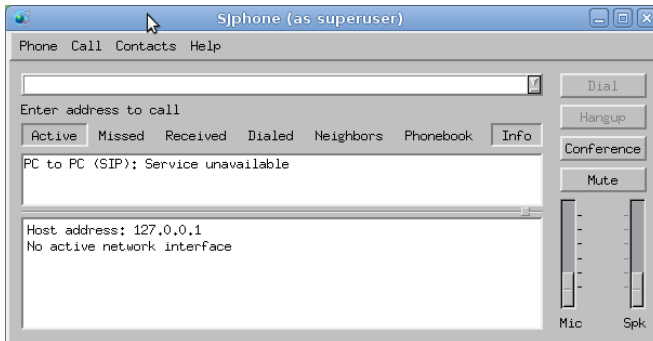 SJphone (as superuser)
Phone Call Contacts Help
Dial
Enter address to call
Hangup
Active Missed Received Dialed Neighbors Phonebook Info
Conference
PC to PC (SIP): Service unavailable
Mute
Host address: 127.0.0.1
No active network interface
Mic Spk